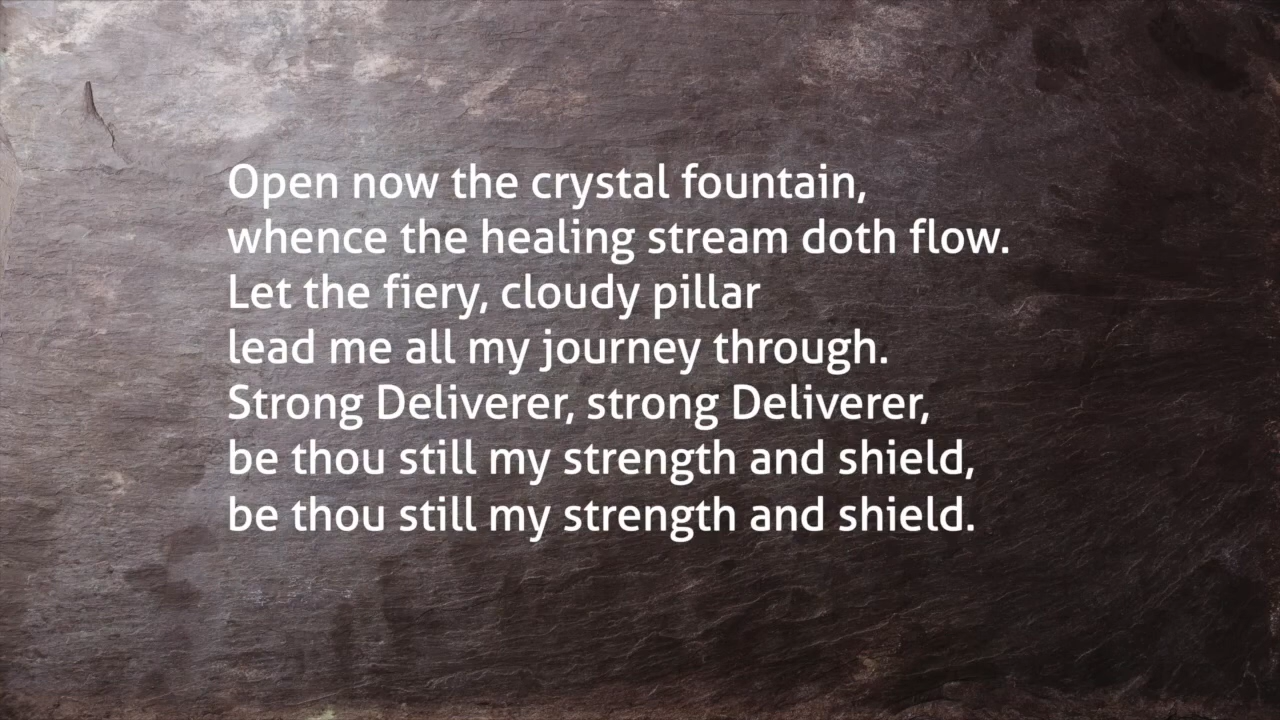 Open now the crystal fountain,
whence the healing stream doth flow.
Let the fiery, cloudy pillar
lead me all my journey through.
Strong Deliverer, strong Deliverer,
be thou still my strength and shield,
be thou still my strength and shield.